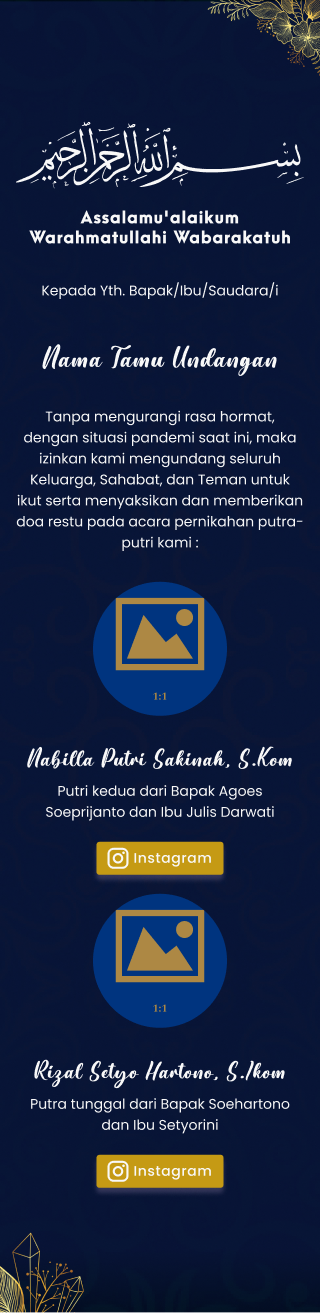 بسم الله الرحمن الرحيم
Assalamu'alaikum
Warahmatullahi Wabarakatuh
Kepada Yth. Bapak/Ibu/Saudara/i
Nama Tamu Undangan
Tanpa mengurangi rasa hormat,
dengan situasi pandemi saat ini, maka
izinkan kami mengundang seluruh
Keluarga, Sahabat, dan Teman untuk
ikut serta menyaksikan dan memberikan
doa restu pada acara pernikahan putra-
putri kami :
1:1
Nabilla Putri Sakinah, S.Kom
Putri kedua dari Bapak Agoes
Soeprijanto dan Ibu Julis Darwati
Instagram
1:1
Rizal Setyo Hartono, S.Ikom
Putra tunggal dari Bapak Soehartono
dan Ibu Setyorini
Instagram